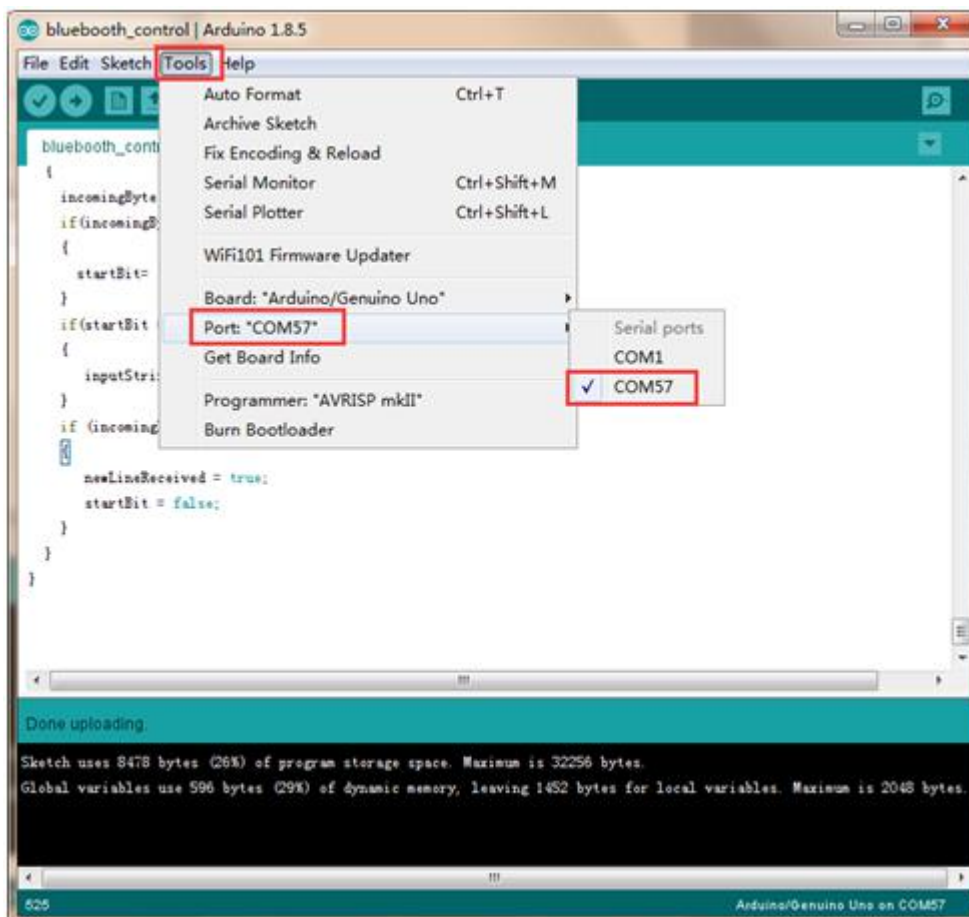 bluebooth_control | Arduino 1.8.5
File Edit Sketch Tools Help
Auto Format Ctrl+T
Archive Sketch
Fix Encoding & Reload
Serial Monitor Ctrl+Shift+M
Serial Plotter Ctrl+Shift+L
WiFi101 Firmware Updater
Board: "Arduino/Genuino Uno"
Port: "COM57"
Get Board Info
Programmer: "AVRISP mkII"
Burn Bootloader
Serial ports
COM1
✓ COM57
bluebooth_cont
{
incomingByte
if(incomingB
{
startBit=
}
if(startBit
{
inputStri
}
if (incoming
{
newLineReceived = true;
startBit = false;
}
}
}
Done uploading.
Sketch uses 8478 bytes (26%) of program storage space. Maximum is 32256 bytes.
Global variables use 596 bytes (29%) of dynamic memory, leaving 1452 bytes for local variables. Maximum is 2048 bytes.
525 Arduino/Genuino Uno on COM57